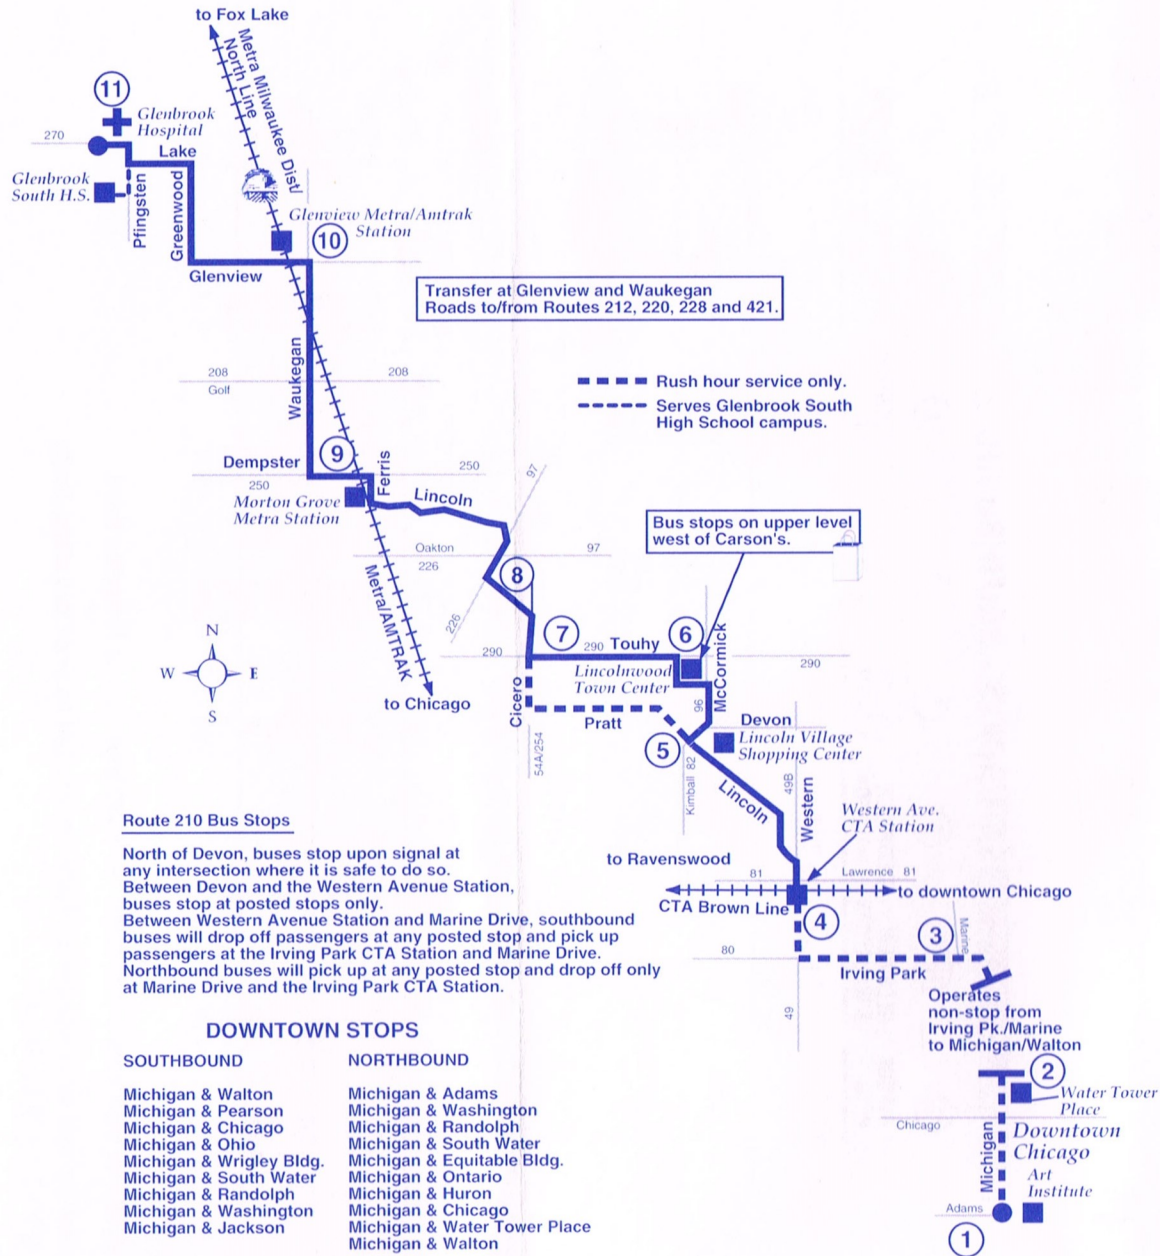 to Fox Lake
Metra Milwaukee Dist/
North Line
11
Glenbrook
Hospital
270
Lake
Glenbrook
South H.S.
Pfingsten
Greenwood
Glenview Metra/Amtrak
Station
10
Glenview
Transfer at Glenview and Waukegan
Roads to/from Routes 212, 220, 228 and 421.
Waukegan
208
208
Golf
Rush hour service only.
Serves Glenbrook South
High School campus.
9
Dempster
Ferris
250
250
97
Morton Grove
Metra Station
Lincoln
Bus stops on upper level
west of Carson's.
Oakton
97
226
8
Metra/AMTRAK
226
7
6
290
290
Touhy
290
McCormick
Lincolnwood
Town Center
N
W
E
S
to Chicago
Cicero
96
Pratt
Devon
5
Lincoln Village
Shopping Center
54A/254
Kimball 82
49B
Lincoln
Western
Western Ave.
CTA Station
Route 210 Bus Stops
North of Devon, buses stop upon signal at
any intersection where it is safe to do so.
Between Devon and the Western Avenue Station,
buses stop at posted stops only.
Between Western Avenue Station and Marine Drive, southbound
buses will drop off passengers at any posted stop and pick up
passengers at the Irving Park CTA Station and Marine Drive.
Northbound buses will pick up at any posted stop and drop off only
at Marine Drive and the Irving Park CTA Station.
to Ravenswood
81
Lawrence 81
to downtown Chicago
CTA Brown Line
4
3
Marine
80
Irving Park
49
Operates
non-stop from
Irving Pk./Marine
to Michigan/Walton
2
Water Tower
Place
Chicago
Michigan
Downtown
Chicago
Art
Institute
Adams
1
DOWNTOWN STOPS
SOUTHBOUND
Michigan & Walton
Michigan & Pearson
Michigan & Chicago
Michigan & Ohio
Michigan & Wrigley Bldg.
Michigan & South Water
Michigan & Randolph
Michigan & Washington
Michigan & Jackson
NORTHBOUND
Michigan & Adams
Michigan & Washington
Michigan & Randolph
Michigan & South Water
Michigan & Equitable Bldg.
Michigan & Ontario
Michigan & Huron
Michigan & Chicago
Michigan & Water Tower Place
Michigan & Walton